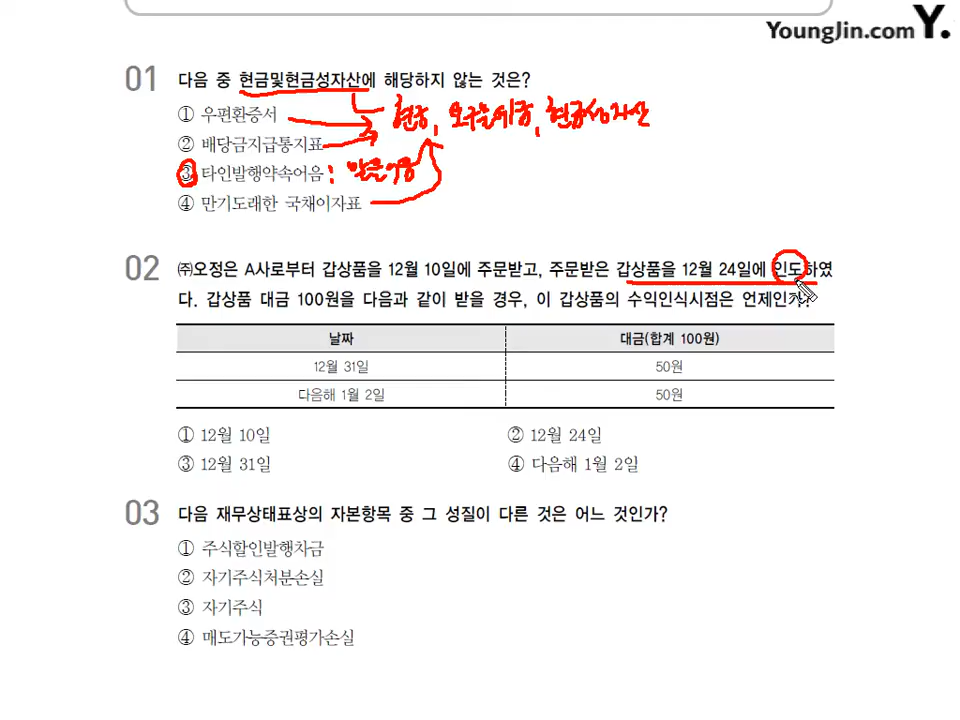 YoungJin.com Y.
01 다음 중 현금및현금성자산에 해당하지 않는 것은?
① 우편환증서
현금, 보통예금, 현금성자산
② 배당금지급통지표
③ 타인발행약속어음 : 받을어음
④ 만기도래한 국채이자표
02 ㈜오정은 A사로부터 갑상품을 12월 10일에 주문받고, 주문받은 갑상품을 12월 24일에 인도하였
다. 갑상품 대금 100원을 다음과 같이 받을 경우, 이 갑상품의 수익인식시점은 언제인가?
날짜 대금(합계 100원)
12월 31일 50원
다음해 1월 2일 50원
① 12월 10일 ② 12월 24일
③ 12월 31일 ④ 다음해 1월 2일
03 다음 재무상태표상의 자본항목 중 그 성질이 다른 것은 어느 것인가?
① 주식할인발행차금
② 자기주식처분손실
③ 자기주식
④ 매도가능증권평가손실